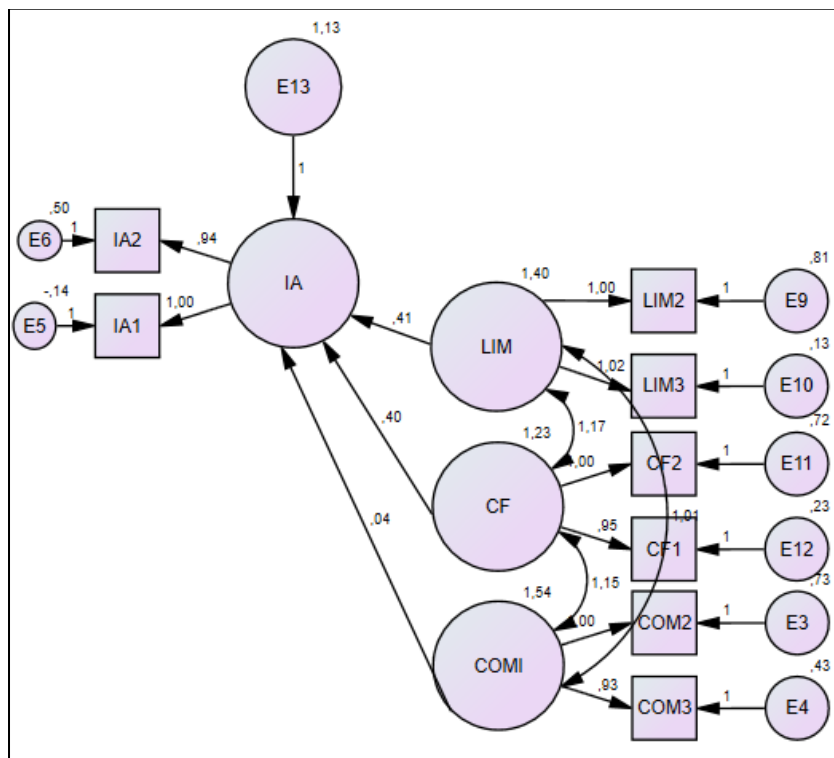 1,13
E13
1
,50
E6
1
IA2
,94
-,14
E5
1
IA1
1,00
IA
,41
,40
,04
1,40
LIM
1,00
LIM2
1
,81
E9
1,02
LIM3
1
,13
E10
1,17
1,23
CF
CF2
1
,72
E11
,95
CF1
1
,23
E12
1,15
1,54
COMI
,00
COM2
1
,73
E3
,93
COM3
1
,43
E4